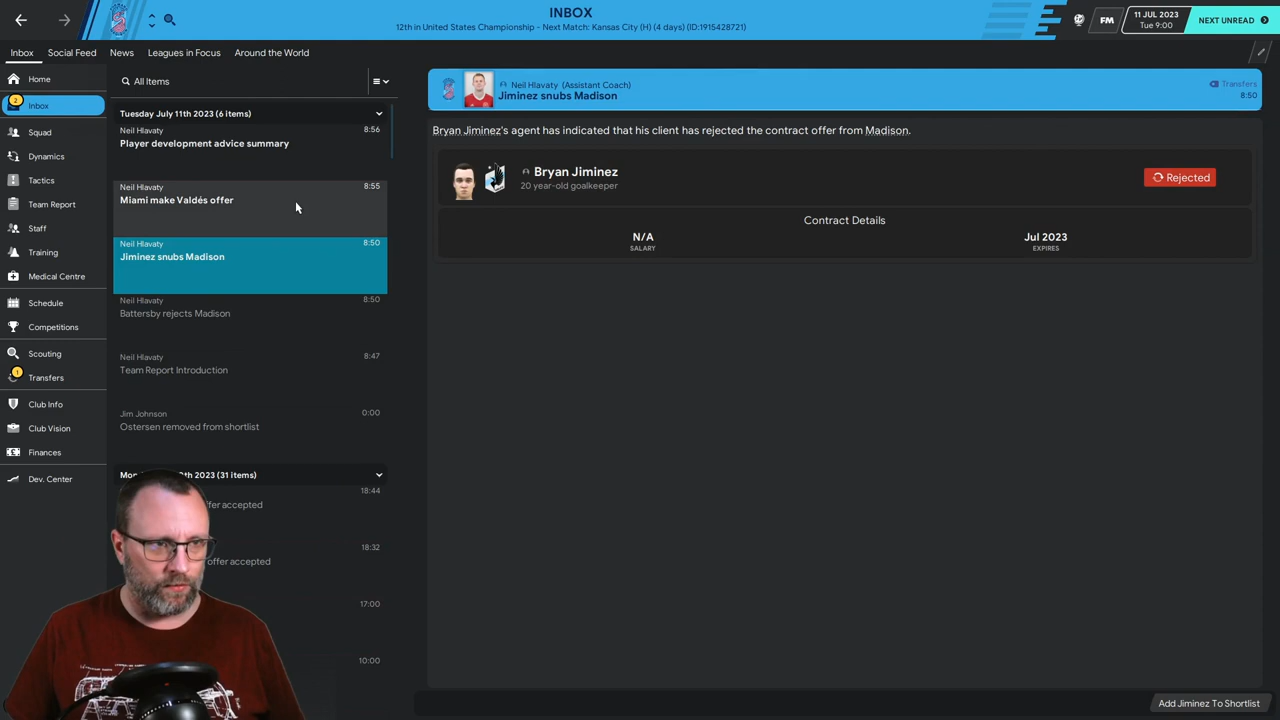 INBOX
12th in United States Championship - Next Match: Kansas City (H) (4 days) (ID:1915428721)
FM
11 JUL 2023
Tue 9:00
NEXT UNREAD
Inbox
Social Feed
News
Leagues in Focus
Around the World
Home
2
Inbox
Squad
Dynamics
Tactics
Team Report
Staff
Training
Medical Centre
Schedule
Competitions
Scouting
1
Transfers
Club Info
Club Vision
Finances
Dev. Center
All Items
Tuesday July 11th 2023 (6 items)
Neil Hlavaty 8:56
Player development advice summary
Neil Hlavaty 8:55
Miami make Valdés offer
Neil Hlavaty 8:50
Jiminez snubs Madison
Neil Hlavaty 8:50
Battersby rejects Madison
Neil Hlavaty 8:47
Team Report Introduction
Jim Johnson 0:00
Ostersen removed from shortlist
2023 (31 items)
18:44
offer accepted
18:32
offer accepted
17:00
10:00
Neil Hlavaty (Assistant Coach)
Jiminez snubs Madison
Transfers
8:50
Bryan Jiminez's agent has indicated that his client has rejected the contract offer from Madison.
Bryan Jiminez
20 year-old goalkeeper
Rejected
Contract Details
N/A
SALARY
Jul 2023
EXPIRES
Add Jiminez To Shortlist